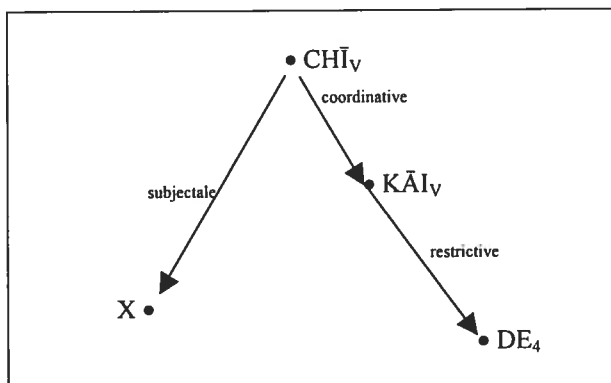 CHĪV
coordinative
KĀIV
subjectale
restrictive
X
DE4